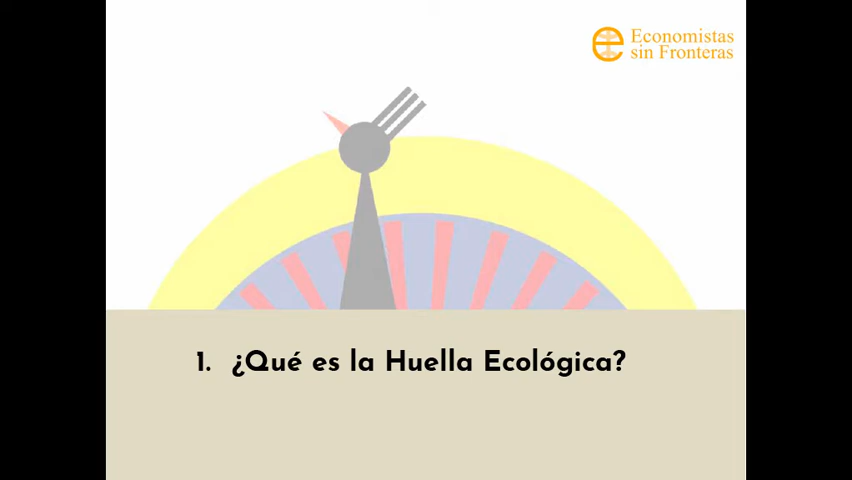 Economistas
sin Fronteras
1. ¿Qué es la Huella Ecológica?